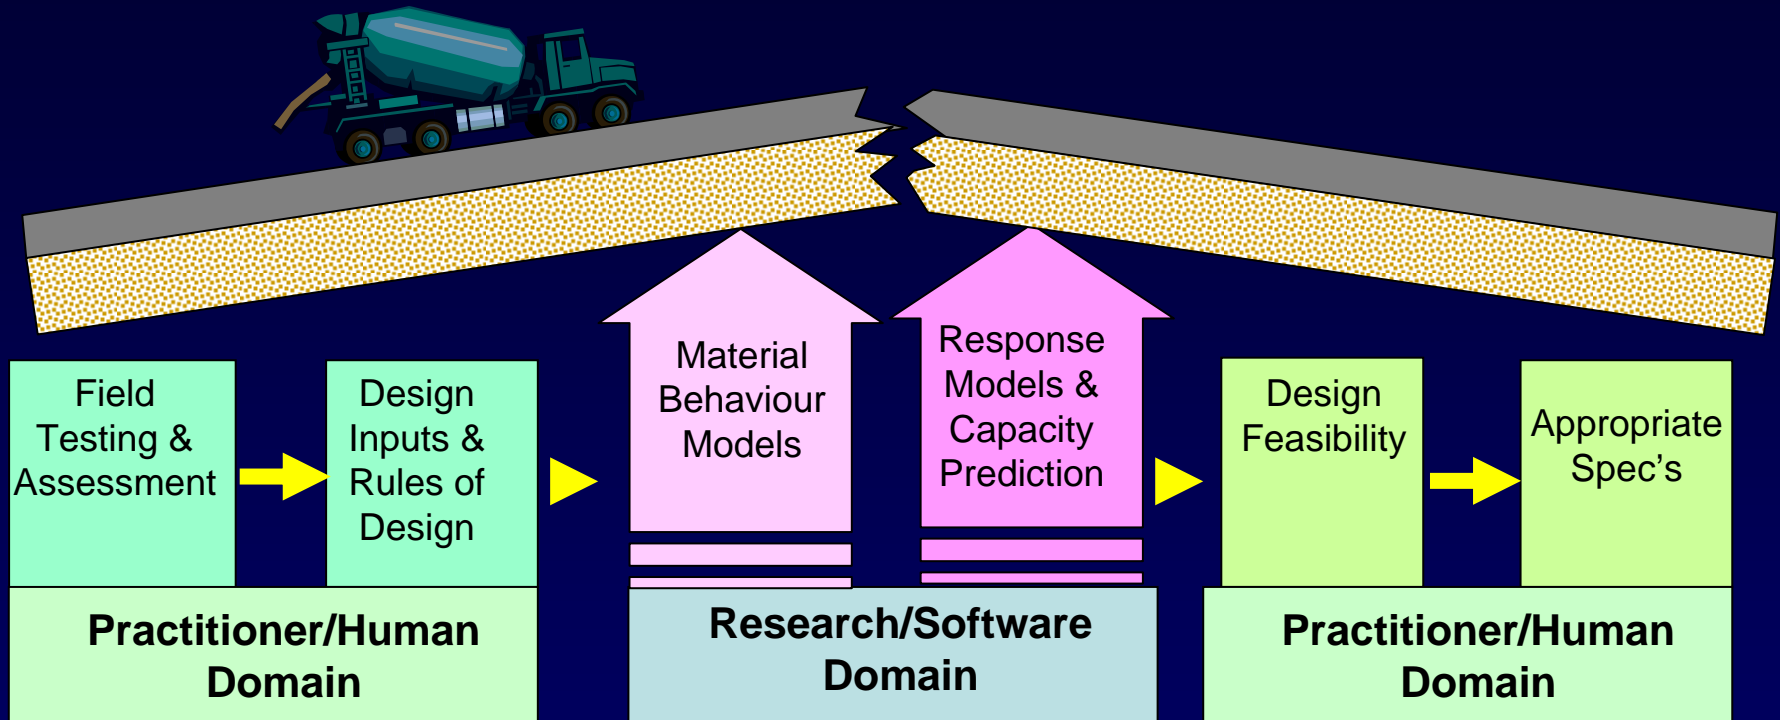 Field
Testing &
Assessment
Design
Inputs &
Rules of
Design
Material
Behaviour
Models
Response
Models &
Capacity
Prediction
Design
Feasibility
Appropriate
Spec's
Practitioner/Human
Domain
Research/Software
Domain
Practitioner/Human
Domain